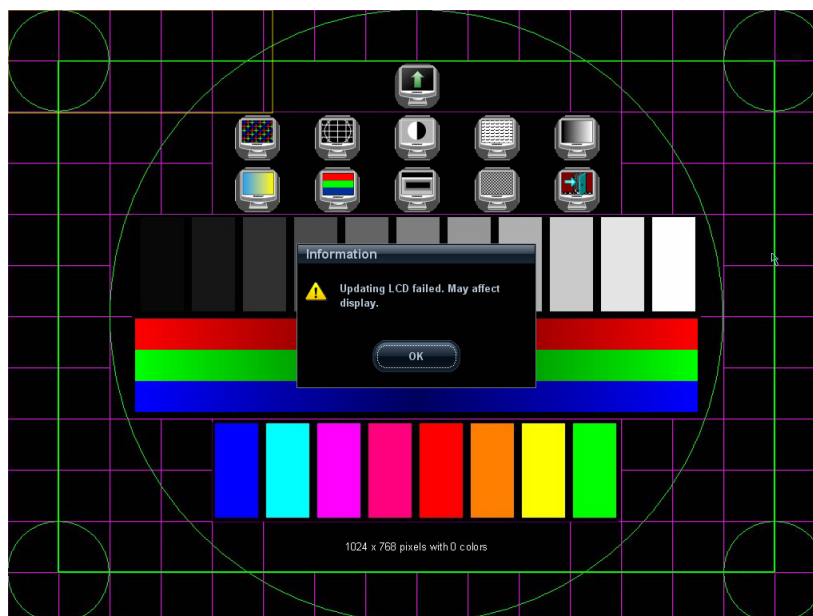 Information
Updating LCD failed. May affect
display.
OK
1024 x 768 pixels with 0 colors